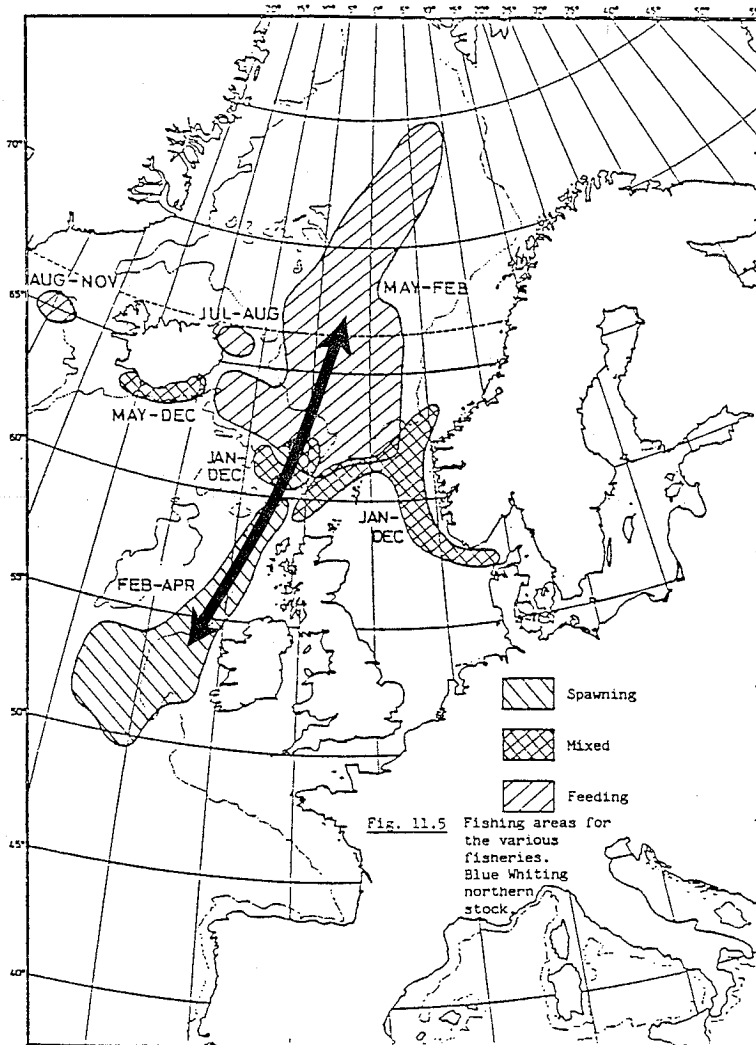 70°
AUG-NOV
65°
JUL-AUG
MAY-FEB
MAY-DEC
60°
JAN-
DEC
JAN-
DEC
FEB-APR
55°
50°
Spawning
Mixed
Feeding
Fig. 11.5 Fishing areas for
the various
fisheries.
Blue Whiting
northern
stock.
45°
40°